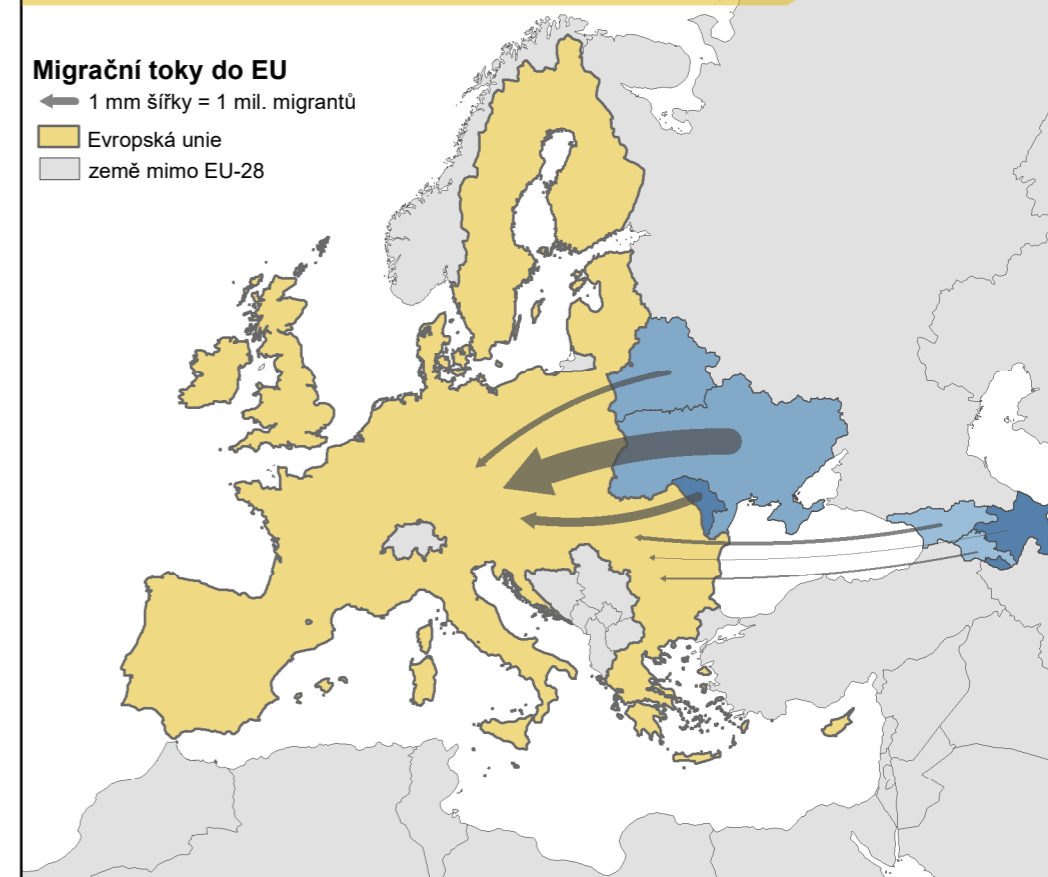 Migrační toky do EU
1 mm šířky = 1 mil. migrantů
Evropská unie
země mimo EU-28